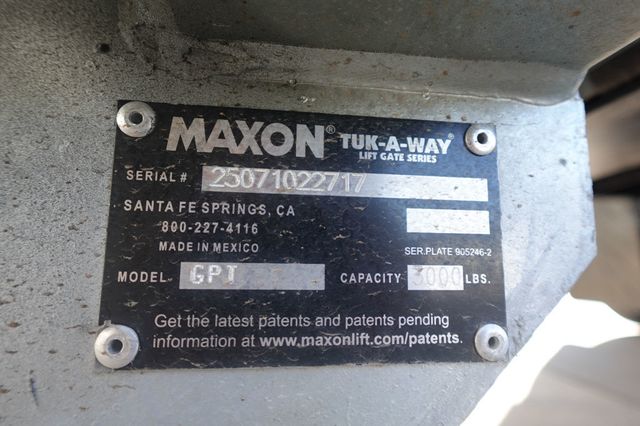 MAXON® TUK-A-WAY®
LIFT GATE SERIES
SERIAL # 25071022717
SANTA FE SPRINGS, CA
800-227-4116
MADE IN MEXICO
SER.PLATE 905246-2
MODEL- GPT CAPACITY 3000 LBS.
Get the latest patents and patents pending
information at www.maxonlift.com/patents.